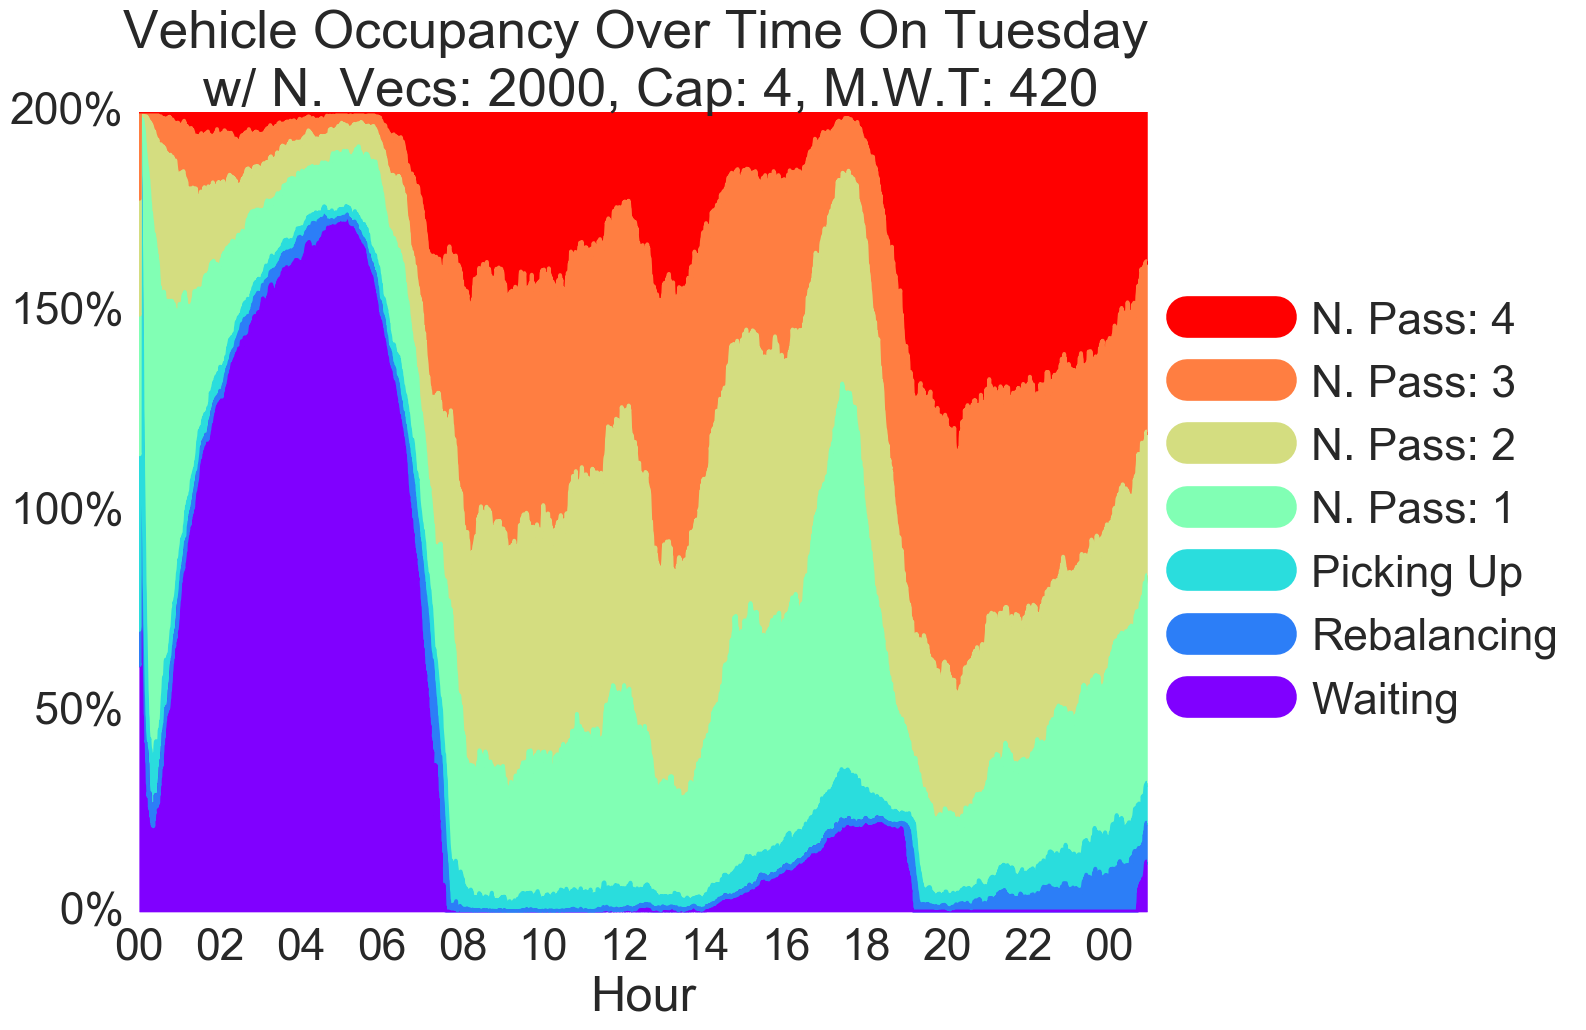 Vehicle Occupancy Over Time On Tuesday
w/ N. Vecs: 2000, Cap: 4, M.W.T: 420
200%
150%
100%
50%
0%
00 02 04 06 08 10 12 14 16 18 20 22 00
Hour
N. Pass: 4
N. Pass: 3
N. Pass: 2
N. Pass: 1
Picking Up
Rebalancing
Waiting